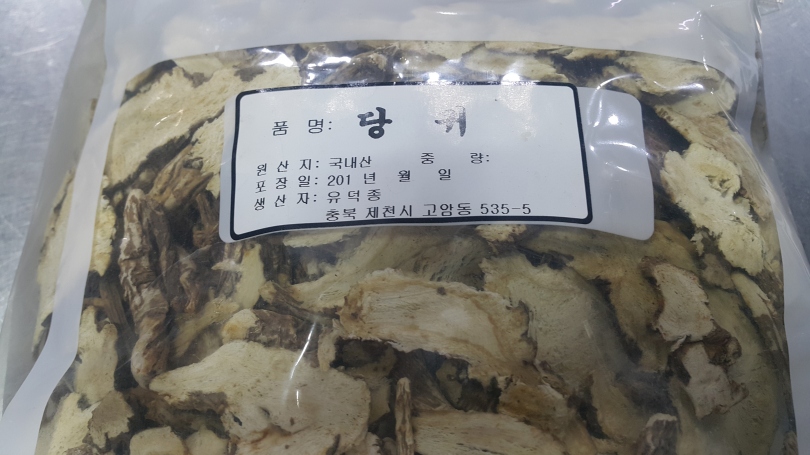 품 명: 당 귀
원 산 지: 국내산 중 량:
포 장 일: 201 년 월 일
생 산 자: 유 덕 종
충북 제천시 고암동 535-5